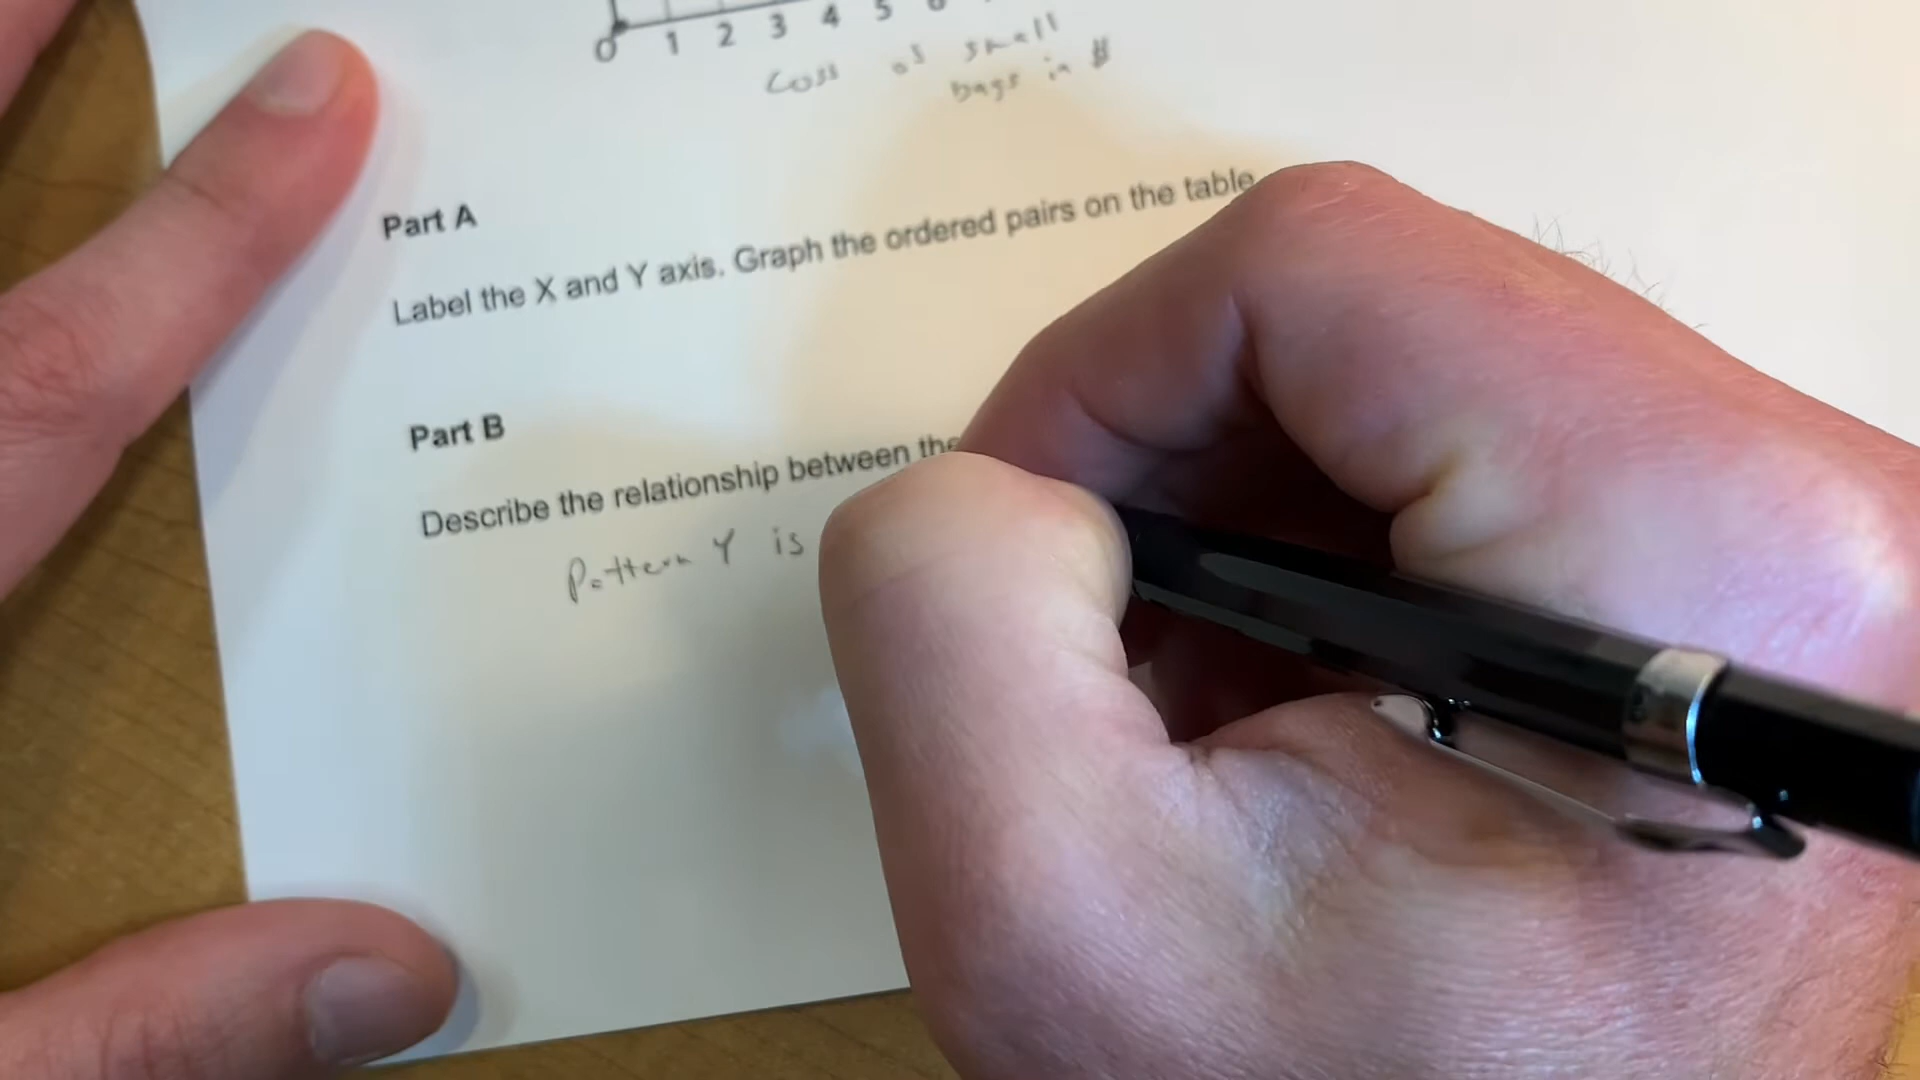 0 1 2 3 4 5 6
Cost of small
bags in $
Part A
Label the X and Y axis. Graph the ordered pairs on the table
Part B
Describe the relationship between the
Pattern Y is